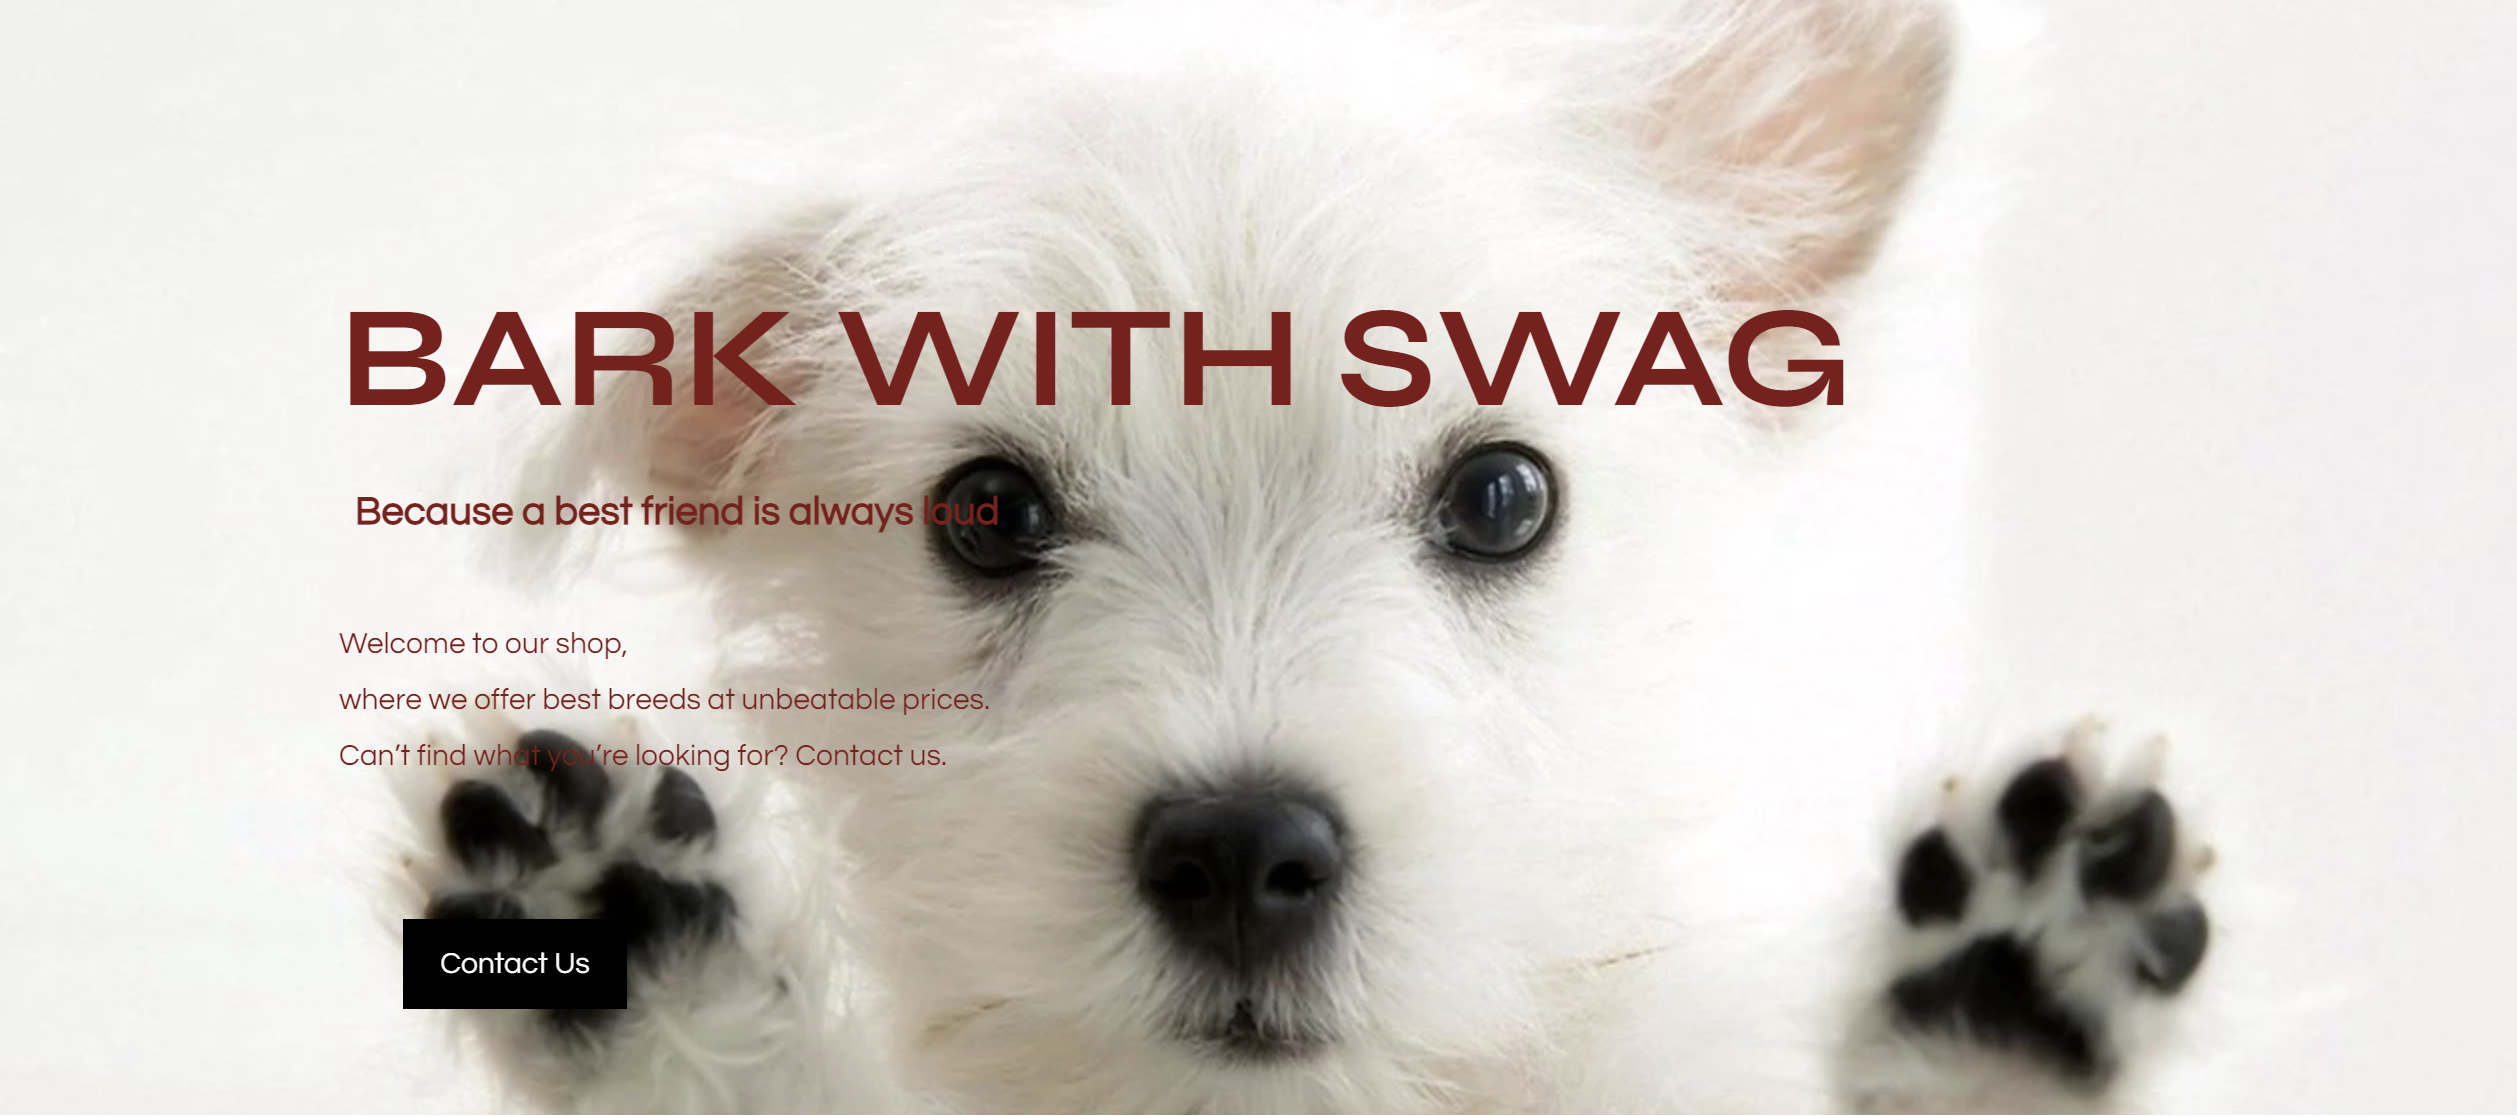 BARK WITH SWAG
Because a best friend is always loud
Welcome to our shop,
where we offer best breeds at unbeatable prices.
Can’t find what you’re looking for? Contact us.
Contact Us